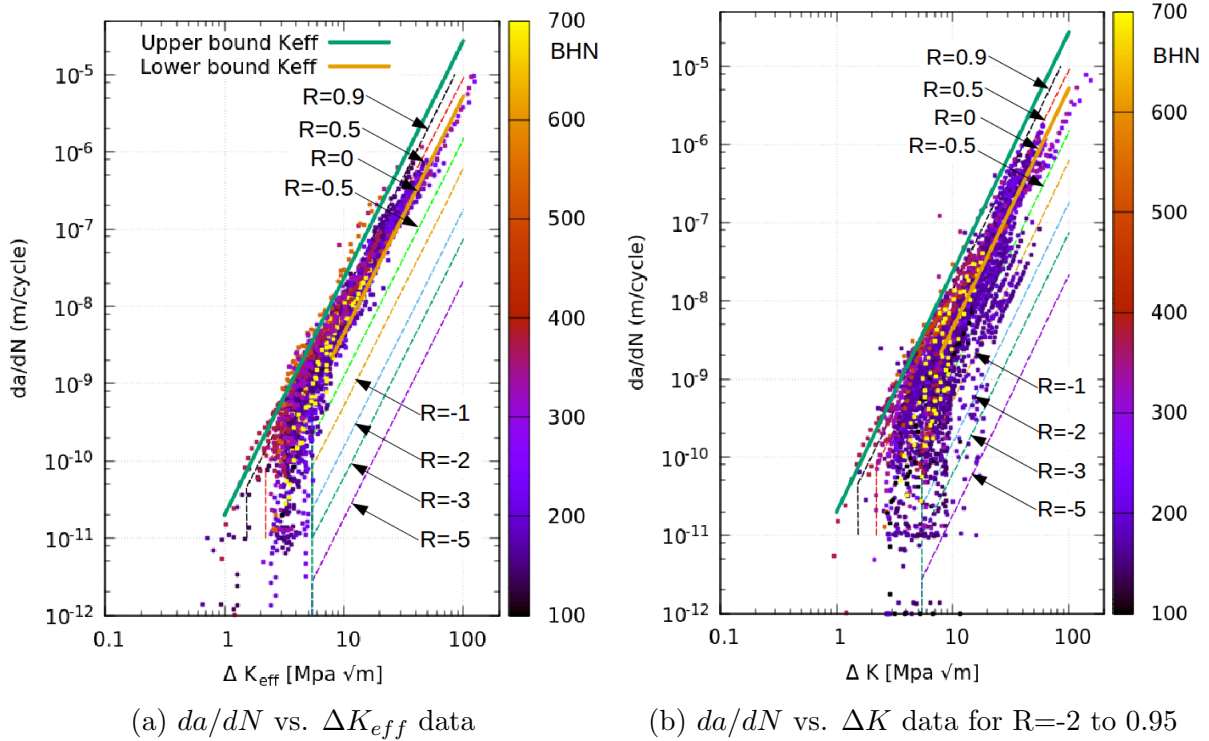 Upper bound Keff
Lower bound Keff
R=0.9
R=0.5
R=0
R=-0.5
R=-1
R=-2
R=-3
R=-5
da/dN (m/cycle)
10^-5
10^-6
10^-7
10^-8
10^-9
10^-10
10^-11
10^-12
0.1 1 10 100
Δ K_eff [Mpa √m]
700
BHN
600
500
400
300
200
100
(a) da/dN vs. ΔK_eff data
R=0.9
R=0.5
R=0
R=-0.5
R=-1
R=-2
R=-3
R=-5
da/dN (m/cycle)
10^-5
10^-6
10^-7
10^-8
10^-9
10^-10
10^-11
10^-12
0.1 1 10 100
Δ K [Mpa √m]
700
BHN
600
500
400
300
200
100
(b) da/dN vs. ΔK data for R=-2 to 0.95